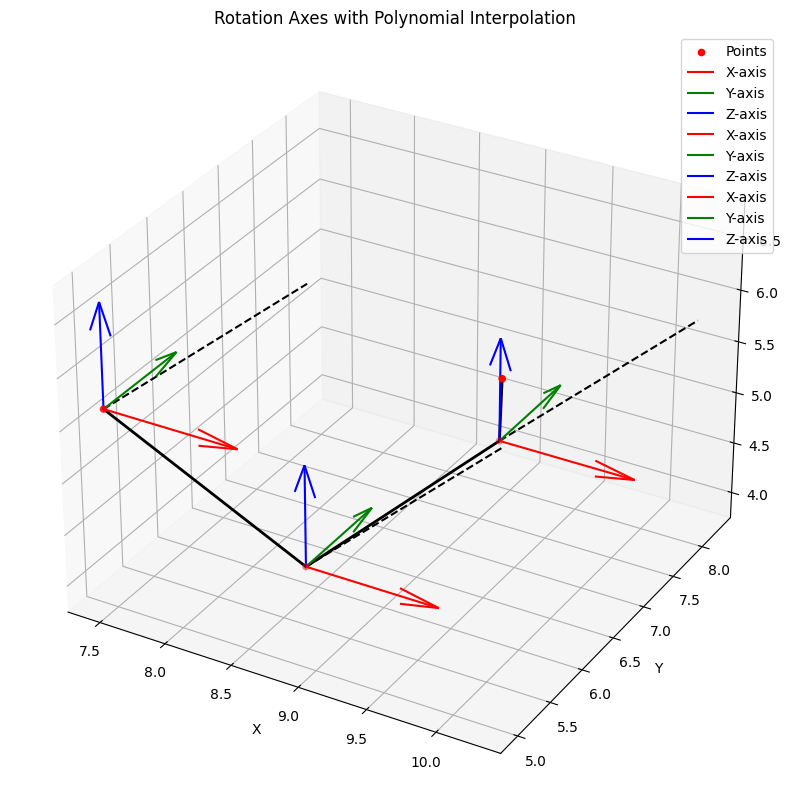 Rotation Axes with Polynomial Interpolation
Points
X-axis
Y-axis
Z-axis
X-axis
Y-axis
Z-axis
X-axis
Y-axis
Z-axis
6.0
5.5
5.0
4.5
4.0
8.0
7.5
7.0
6.5
6.0
5.5
5.0
Y
7.5
8.0
8.5
9.0
9.5
10.0
X